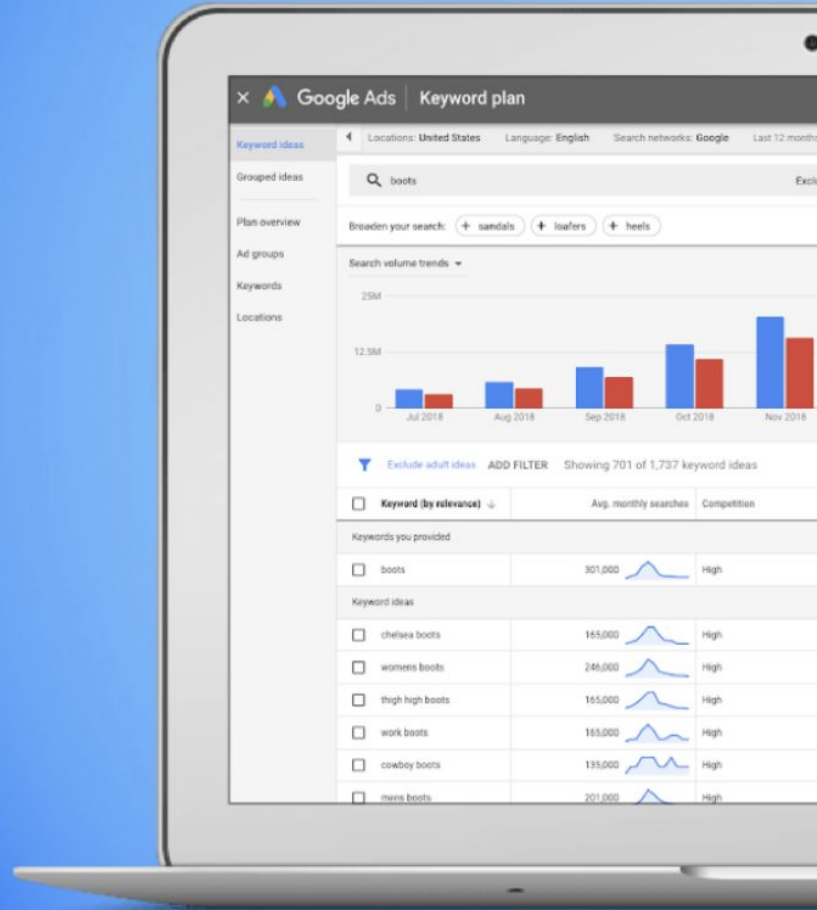 × Google Ads | Keyword plan
Keyword ideas
Grouped ideas
Plan overview
Ad groups
Keywords
Locations
Locations: United States Language: English Search networks: Google Last 12 months
boots
Broaden your search: + sandals + loafers + heels
Search volume trends
25M
12.5M
0
Jul 2018 Aug 2018 Sep 2018 Oct 2018 Nov 2018
Exclude adult ideas ADD FILTER Showing 701 of 1,737 keyword ideas
Keyword (by relevance) Avg. monthly searches Competition
Keywords you provided
boots 301,000 High
Keyword ideas
chelsea boots 165,000 High
womens boots 246,000 High
thigh high boots 165,000 High
work boots 165,000 High
cowboy boots 135,000 High
mens boots 201,000 High